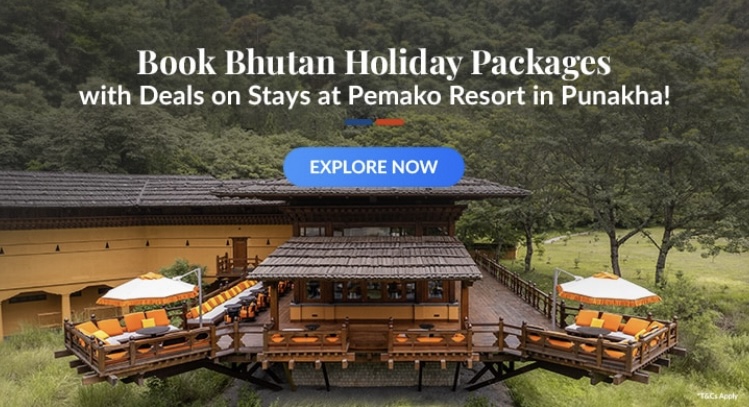 Book Bhutan Holiday Packages
with Deals on Stays at Pemako Resort in Punakha!
EXPLORE NOW
*T&Cs Apply